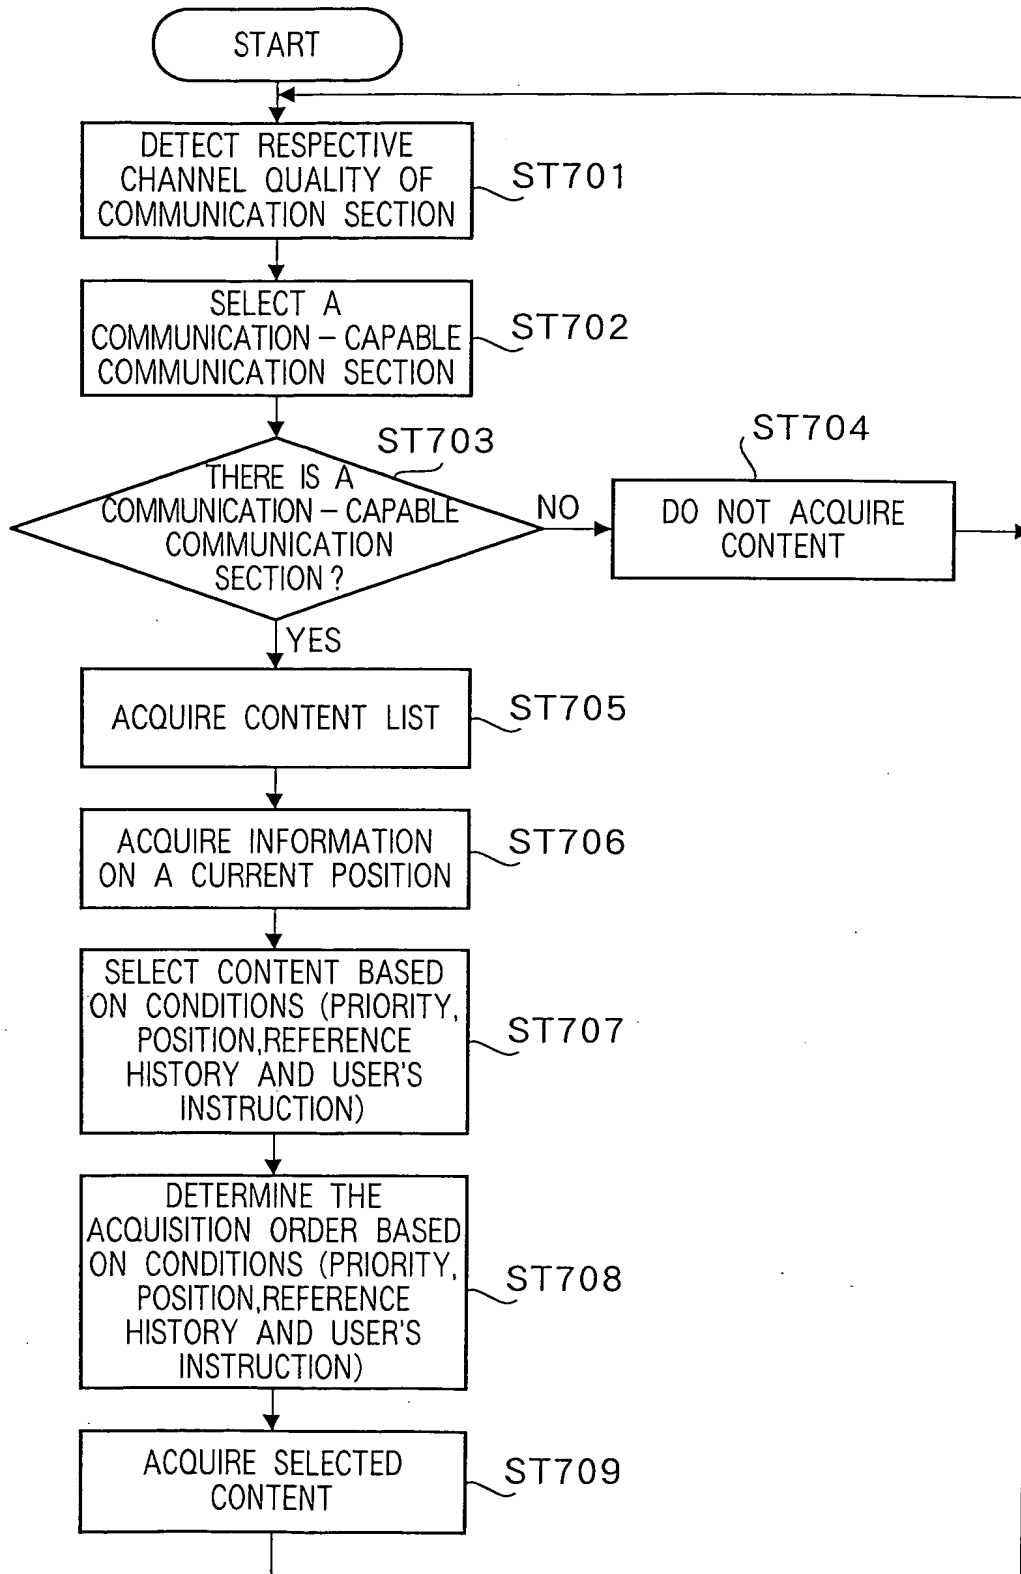 START
DETECT RESPECTIVE
CHANNEL QUALITY OF
COMMUNICATION SECTION
ST701
SELECT A
COMMUNICATION – CAPABLE
COMMUNICATION SECTION
ST702
ST703
THERE IS A
COMMUNICATION – CAPABLE
COMMUNICATION
SECTION ?
NO
ST704
DO NOT ACQUIRE
CONTENT
YES
ACQUIRE CONTENT LIST
ST705
ACQUIRE INFORMATION
ON A CURRENT POSITION
ST706
SELECT CONTENT BASED
ON CONDITIONS (PRIORITY,
POSITION,REFERENCE
HISTORY AND USER'S
INSTRUCTION)
ST707
DETERMINE THE
ACQUISITION ORDER BASED
ON CONDITIONS (PRIORITY,
POSITION,REFERENCE
HISTORY AND USER'S
INSTRUCTION)
ST708
ACQUIRE SELECTED
CONTENT
ST709